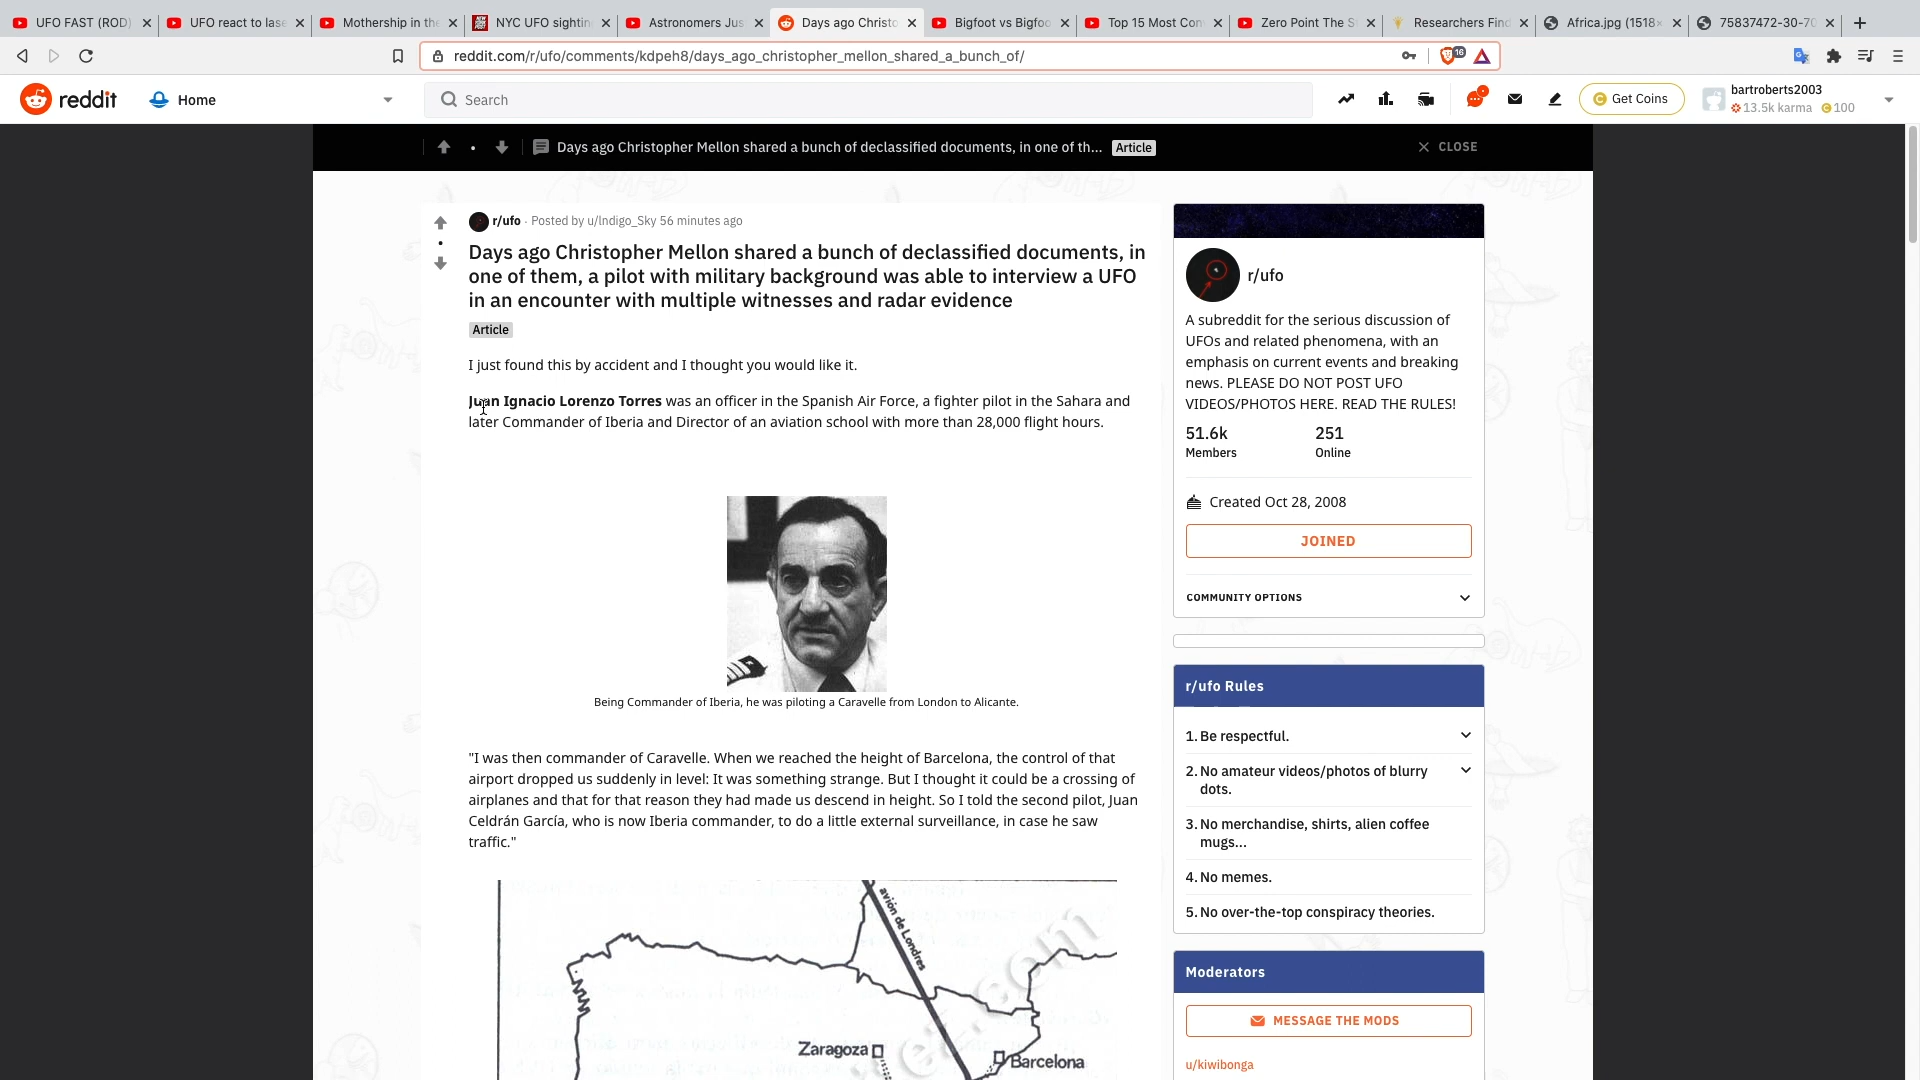 UFO FAST (ROD)
UFO react to lase
Mothership in the
NYC UFO sightin
Astronomers Jus
Days ago Christo
Bigfoot vs Bigfoo
Top 15 Most Con
Zero Point The S
Researchers Find
Africa.jpg (1518×
75837472-30-70
reddit.com/r/ufo/comments/kdpeh8/days_ago_christopher_mellon_shared_a_bunch_of/
16
reddit
Home
Search
Get Coins
bartroberts2003
13.5k karma
100
Days ago Christopher Mellon shared a bunch of declassified documents, in one of th...
Article
CLOSE
r/ufo · Posted by u/Indigo_Sky 56 minutes ago
Days ago Christopher Mellon shared a bunch of declassified documents, in
one of them, a pilot with military background was able to interview a UFO
in an encounter with multiple witnesses and radar evidence
Article
I just found this by accident and I thought you would like it.
Juan Ignacio Lorenzo Torres was an officer in the Spanish Air Force, a fighter pilot in the Sahara and
later Commander of Iberia and Director of an aviation school with more than 28,000 flight hours.
Being Commander of Iberia, he was piloting a Caravelle from London to Alicante.
"I was then commander of Caravelle. When we reached the height of Barcelona, the control of that
airport dropped us suddenly in level: It was something strange. But I thought it could be a crossing of
airplanes and that for that reason they had made us descend in height. So I told the second pilot, Juan
Celdrán García, who is now Iberia commander, to do a little external surveillance, in case he saw
traffic."
avión de Londres
Zaragoza
Barcelona
r/ufo
A subreddit for the serious discussion of
UFOs and related phenomena, with an
emphasis on current events and breaking
news. PLEASE DO NOT POST UFO
VIDEOS/PHOTOS HERE. READ THE RULES!
51.6k
251
Members
Online
Created Oct 28, 2008
JOINED
COMMUNITY OPTIONS
r/ufo Rules
1. Be respectful.
2. No amateur videos/photos of blurry
dots.
3. No merchandise, shirts, alien coffee
mugs...
4. No memes.
5. No over-the-top conspiracy theories.
Moderators
MESSAGE THE MODS
u/kiwibonga